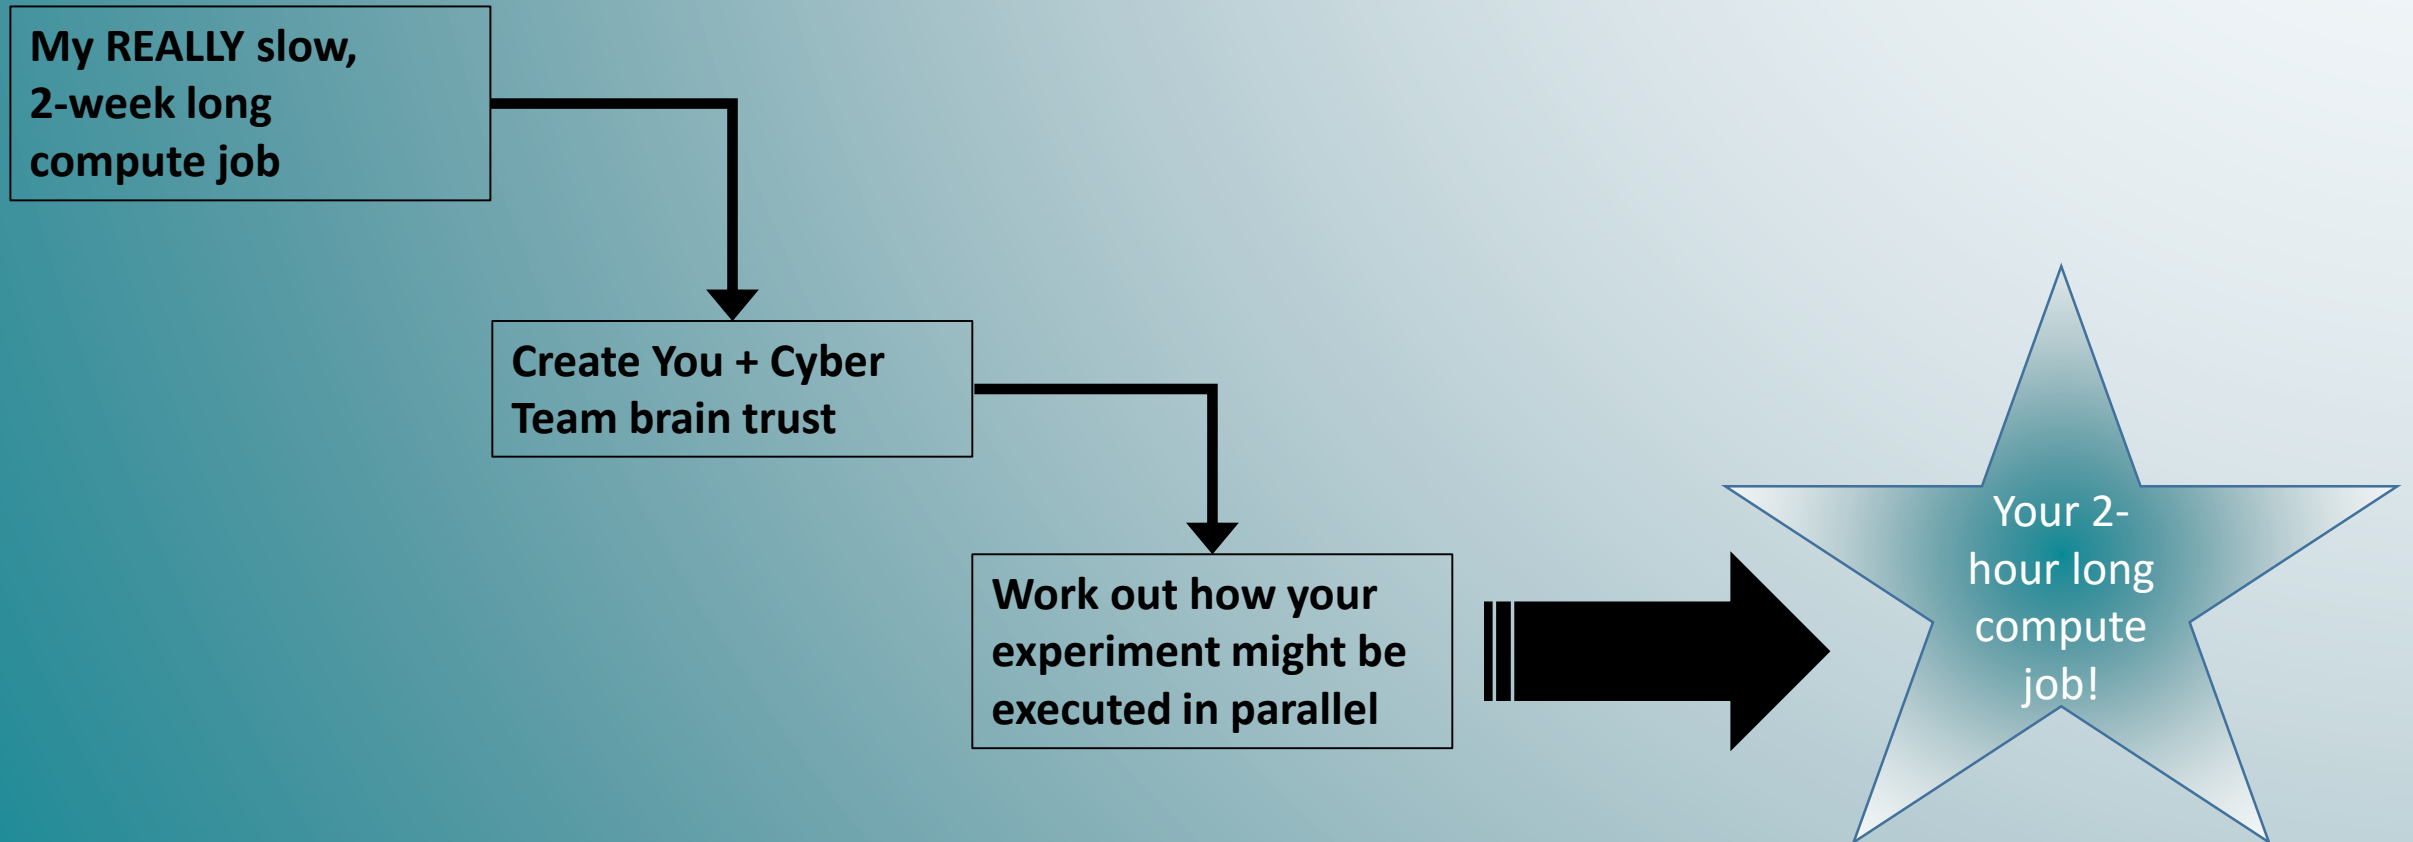 My REALLY slow,
2-week long
compute job
Create You + Cyber
Team brain trust
Work out how your
experiment might be
executed in parallel
Your 2-
hour long
compute
job!